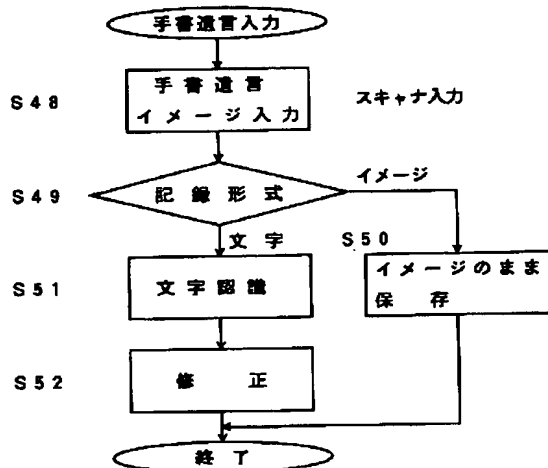 手書遺言入力
S48
手書遺言
イメージ入力
スキャナ入力
S49
記録形式
イメージ
文字
S50
イメージのまま
保存
S51
文字認識
S52
修正
終了